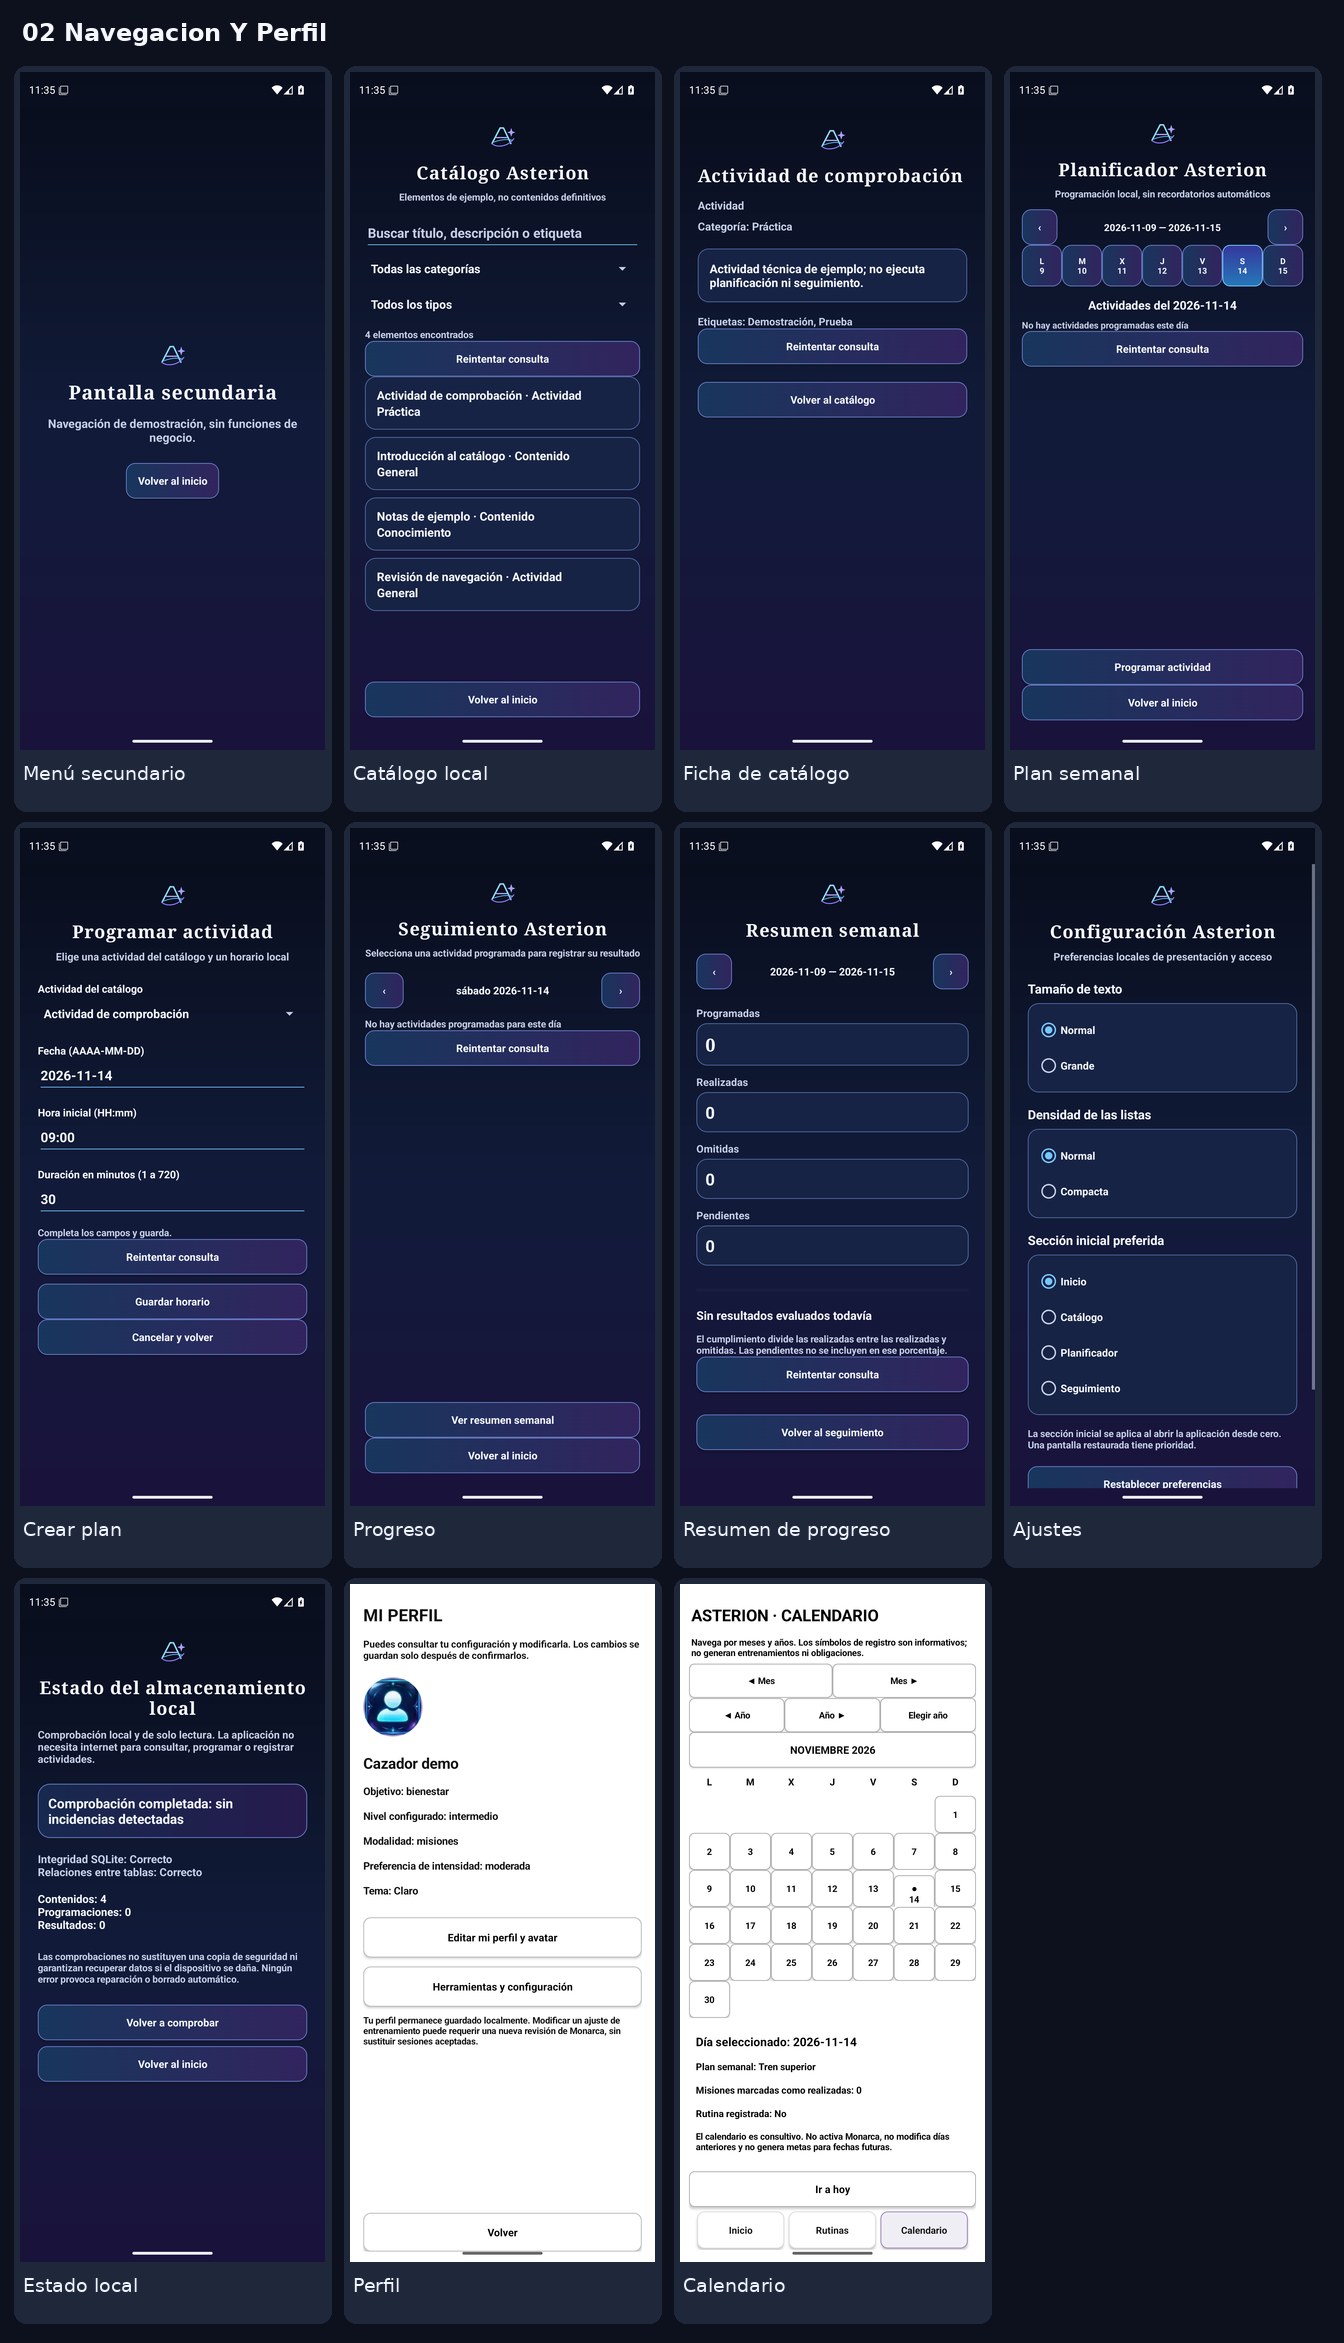 02 Navegacion Y Perfil
11:35
Pantalla secundaria
Navegación de demostración, sin funciones de
negocio.
Volver al inicio
Menú secundario
11:35
Catálogo Asterion
Elementos de ejemplo, no contenidos definitivos
Buscar título, descripción o etiqueta
Todas las categorías
Todos los tipos
4 elementos encontrados
Reintentar consulta
Actividad de comprobación · Actividad
Práctica
Introducción al catálogo · Contenido
General
Notas de ejemplo · Contenido
Conocimiento
Revisión de navegación · Actividad
General
Volver al inicio
Catálogo local
11:35
Actividad de comprobación
Actividad
Categoría: Práctica
Actividad técnica de ejemplo; no ejecuta
planificación ni seguimiento.
Etiquetas: Demostración, Prueba
Reintentar consulta
Volver al catálogo
Ficha de catálogo
11:35
Planificador Asterion
Programación local, sin recordatorios automáticos
‹ 2026-11-09 — 2026-11-15 ›
L M X J V S D
9 10 11 12 13 14 15
Actividades del 2026-11-14
No hay actividades programadas este día
Reintentar consulta
Programar actividad
Volver al inicio
Plan semanal
11:35
Programar actividad
Elige una actividad del catálogo y un horario local
Actividad del catálogo
Actividad de comprobación
Fecha (AAAA-MM-DD)
2026-11-14
Hora inicial (HH:mm)
09:00
Duración en minutos (1 a 720)
30
Completa los campos y guarda.
Reintentar consulta
Guardar horario
Cancelar y volver
Crear plan
11:35
Seguimiento Asterion
Selecciona una actividad programada para registrar su resultado
‹ sábado 2026-11-14 ›
No hay actividades programadas para este día
Reintentar consulta
Ver resumen semanal
Volver al inicio
Progreso
11:35
Resumen semanal
‹ 2026-11-09 — 2026-11-15 ›
Programadas
0
Realizadas
0
Omitidas
0
Pendientes
0
Sin resultados evaluados todavía
El cumplimiento divide las realizadas entre las realizadas y
omitidas. Las pendientes no se incluyen en ese porcentaje.
Reintentar consulta
Volver al seguimiento
Resumen de progreso
11:35
Configuración Asterion
Preferencias locales de presentación y acceso
Tamaño de texto
Normal
Grande
Densidad de las listas
Normal
Compacta
Sección inicial preferida
Inicio
Catálogo
Planificador
Seguimiento
La sección inicial se aplica al abrir la aplicación desde cero.
Una pantalla restaurada tiene prioridad.
Restablecer preferencias
Ajustes
11:35
Estado del almacenamiento
local
Comprobación local y de solo lectura. La aplicación no
necesita internet para consultar, programar o registrar
actividades.
Comprobación completada: sin
incidencias detectadas
Integridad SQLite: Correcto
Relaciones entre tablas: Correcto
Contenidos: 4
Programaciones: 0
Resultados: 0
Las comprobaciones no sustituyen una copia de seguridad ni
garantizan recuperar datos si el dispositivo se daña. Ningún
error provoca reparación o borrado automático.
Volver a comprobar
Volver al inicio
Estado local
MI PERFIL
Puedes consultar tu configuración y modificarla. Los cambios se
guardan solo después de confirmarlos.
Cazador demo
Objetivo: bienestar
Nivel configurado: intermedio
Modalidad: misiones
Preferencia de intensidad: moderada
Tema: Claro
Editar mi perfil y avatar
Herramientas y configuración
Tu perfil permanece guardado localmente. Modificar un ajuste de
entrenamiento puede requerir una nueva revisión de Monarca, sin
sustituir sesiones aceptadas.
Volver
Perfil
ASTERION · CALENDARIO
Navega por meses y años. Los símbolos de registro son informativos;
no generan entrenamientos ni obligaciones.
◄ Mes Mes ►
◄ Año Año ► Elegir año
NOVIEMBRE 2026
L M X J V S D
1
2 3 4 5 6 7 8
9 10 11 12 13 ● 14 15
16 17 18 19 20 21 22
23 24 25 26 27 28 29
30
Día seleccionado: 2026-11-14
Plan semanal: Tren superior
Misiones marcadas como realizadas: 0
Rutina registrada: No
El calendario es consultivo. No activa Monarca, no modifica días
anteriores y no genera metas para fechas futuras.
Ir a hoy
Inicio Rutinas Calendario
Calendario